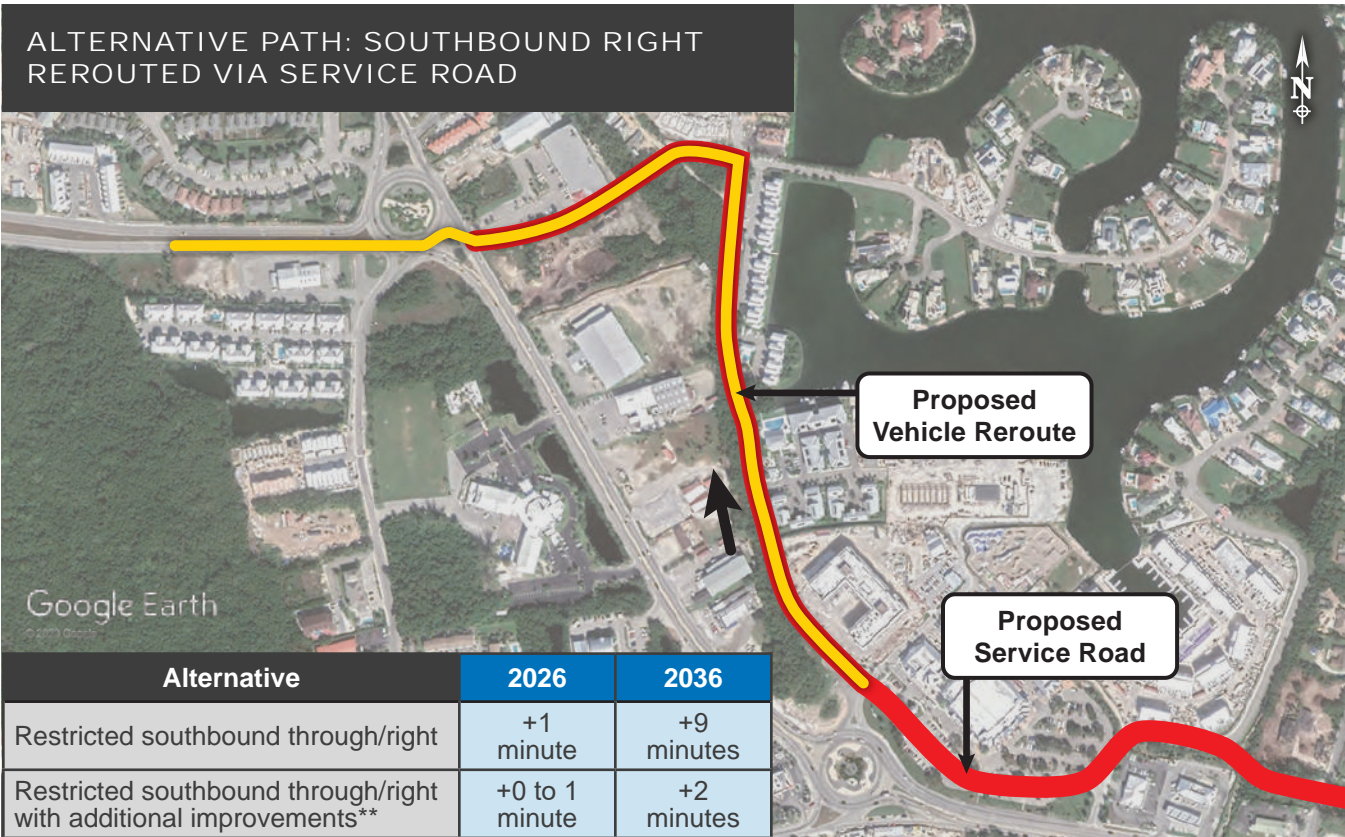 ALTERNATIVE PATH: SOUTHBOUND RIGHT
REROUTED VIA SERVICE ROAD
N
Proposed
Vehicle Reroute
Proposed
Service Road
Google Earth
© 2023 Google
Alternative 2026 2036
Restricted southbound through/right +1 minute +9 minutes
Restricted southbound through/right with additional improvements** +0 to 1 minute +2 minutes